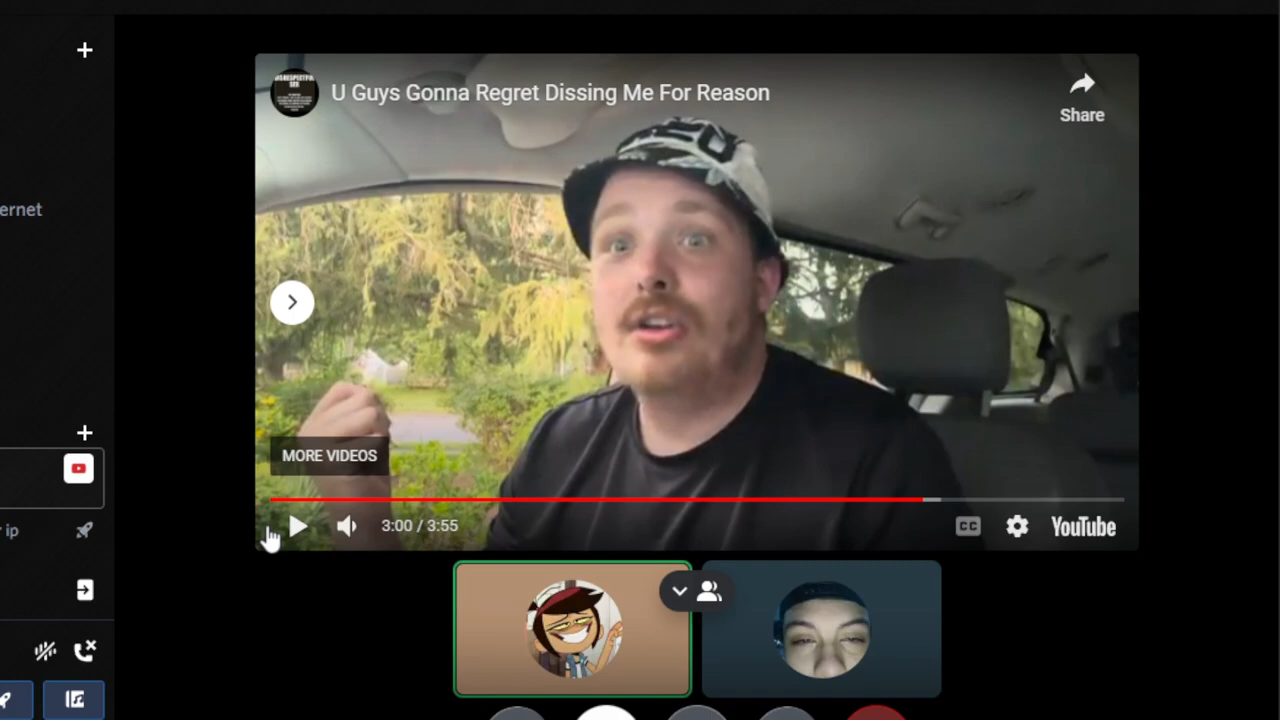 U Guys Gonna Regret Dissing Me For Reason
Share
ernet
MORE VIDEOS
3:00 / 3:55
CC
YouTube
ip